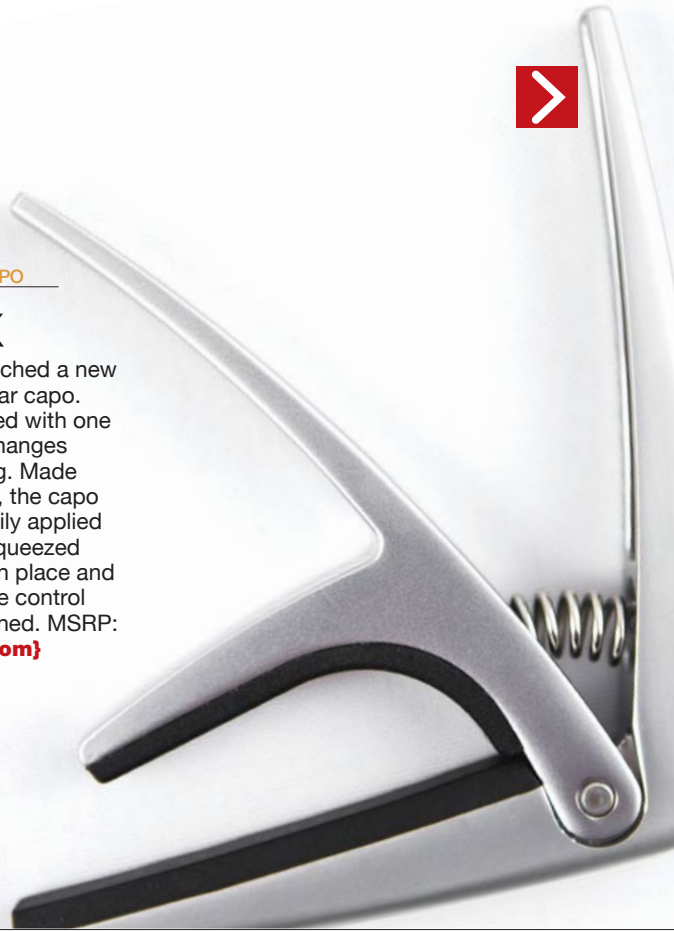 PO
K
ched a new
ar capo.
ed with one
hanges
g. Made
, the capo
ily applied
queezed
n place and
e control
ned. MSRP:
om}